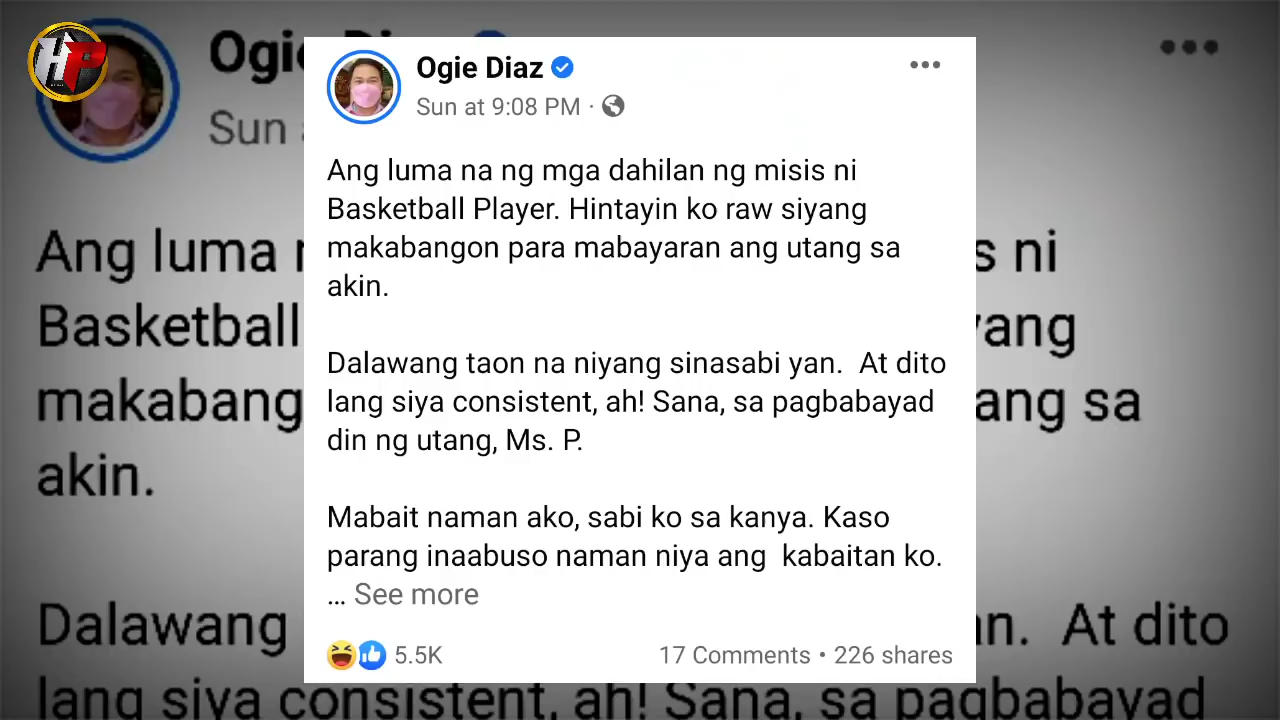 HP
Ogie Diaz
Sun at 9:08 PM ·
Ang luma na ng mga dahilan ng misis ni
Basketball Player. Hintayin ko raw siyang
makabangon para mabayaran ang utang sa
akin.
Dalawang taon na niyang sinasabi yan.  At dito
lang siya consistent, ah! Sana, sa pagbabayad
din ng utang, Ms. P.
Mabait naman ako, sabi ko sa kanya. Kaso
parang inaabuso naman niya ang  kabaitan ko.
... See more
5.5K
17 Comments • 226 shares